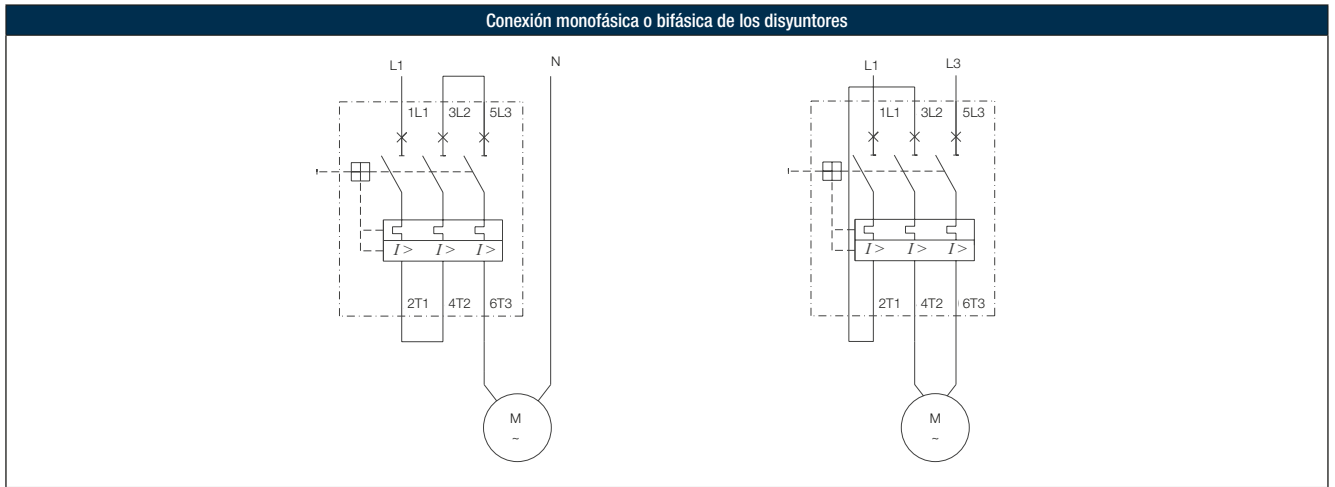 Conexión monofásica o bifásica de los disyuntores
L1 N
1L1 3L2 5L3
I > I > I >
2T1 4T2 6T3
M
~
L1 L3
1L1 3L2 5L3
I > I > I >
2T1 4T2 6T3
M
~